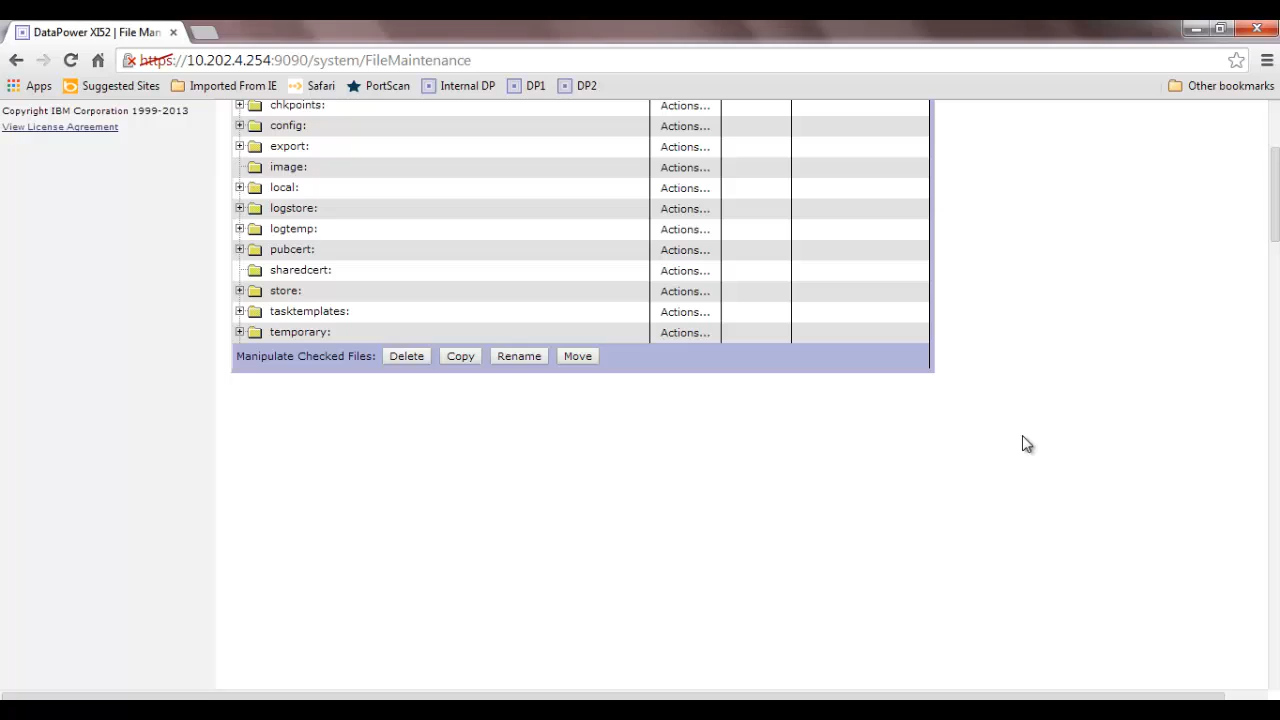 DataPower XI52 | File Man
https://10.202.4.254:9090/system/FileMaintenance
Apps Suggested Sites Imported From IE Safari PortScan Internal DP DP1 DP2 Other bookmarks
Copyright IBM Corporation 1999-2013
View License Agreement
chkpoints: Actions...
config: Actions...
export: Actions...
image: Actions...
local: Actions...
logstore: Actions...
logtemp: Actions...
pubcert: Actions...
sharedcert: Actions...
store: Actions...
tasktemplates: Actions...
temporary: Actions...
Manipulate Checked Files: Delete Copy Rename Move